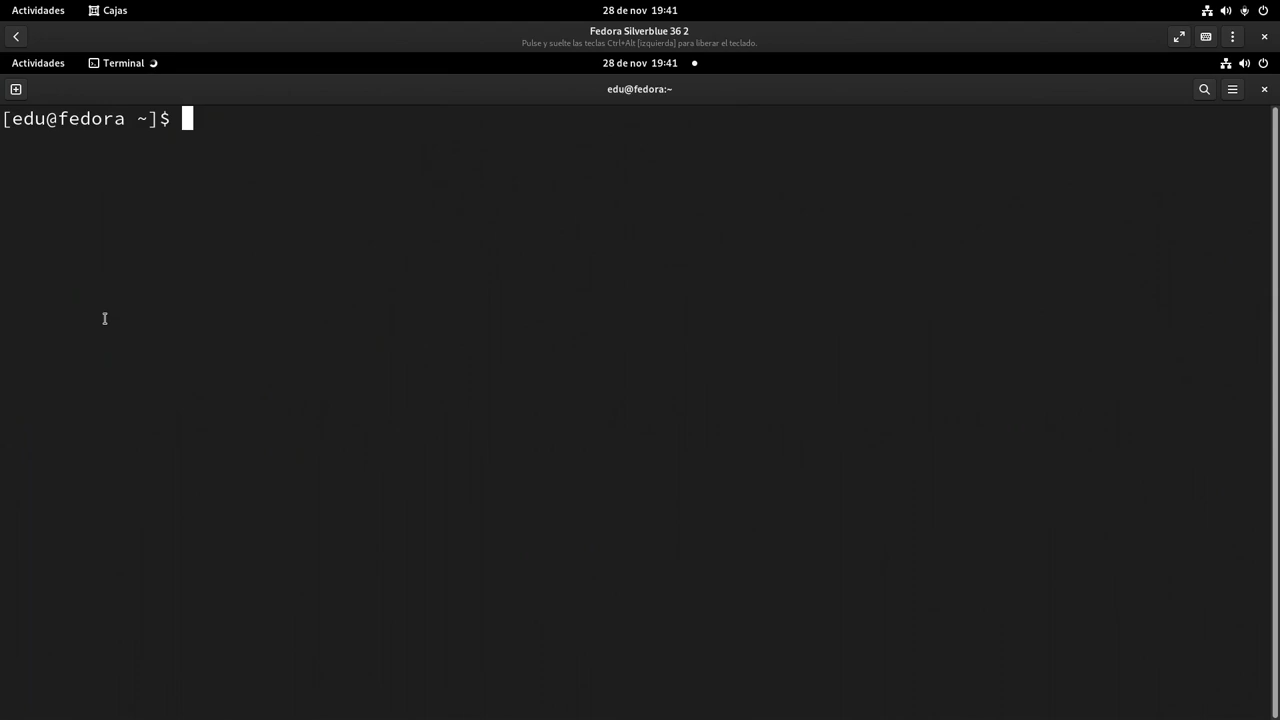 Actividades Cajas 28 de nov 19:41
Fedora Silverblue 36 2
Pulse y suelte las teclas Ctrl+Alt [izquierda] para liberar el teclado.
Actividades Terminal 28 de nov 19:41
edu@fedora:~
[edu@fedora ~]$